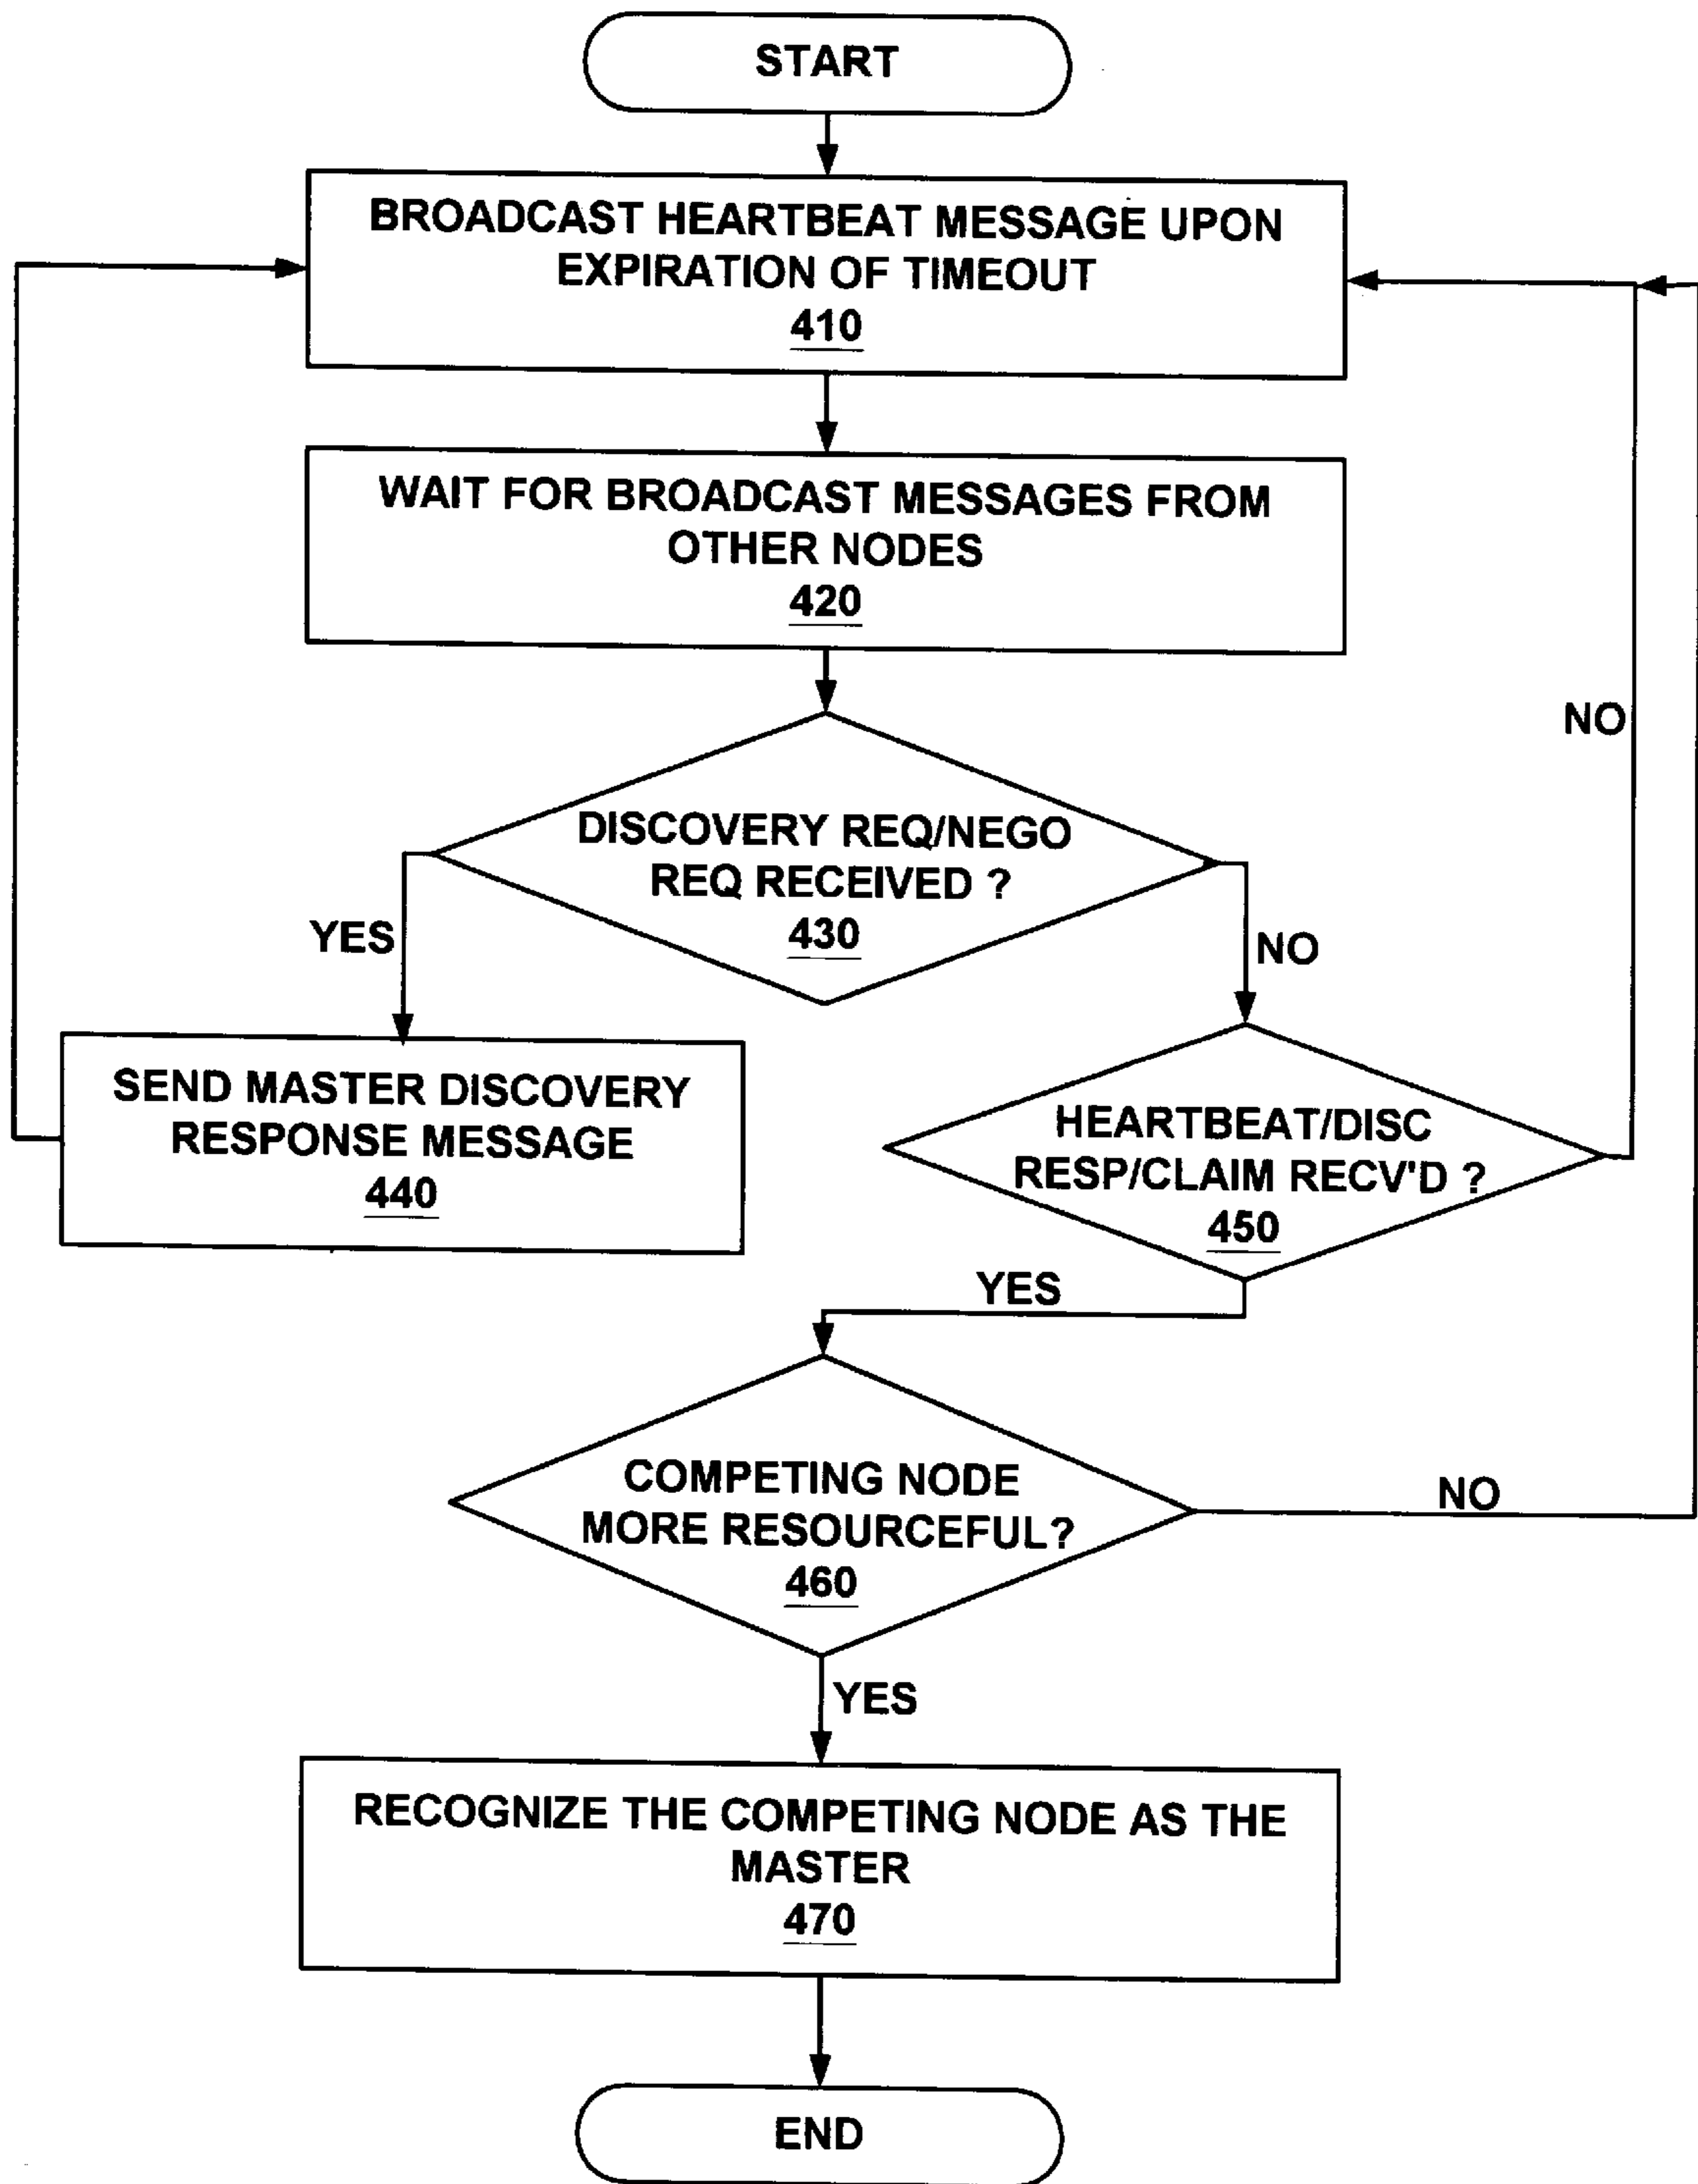 START
BROADCAST HEARTBEAT MESSAGE UPON
EXPIRATION OF TIMEOUT
410
WAIT FOR BROADCAST MESSAGES FROM
OTHER NODES
420
NO
DISCOVERY REQ/NEGO
REQ RECEIVED ?
430
YES
NO
SEND MASTER DISCOVERY
RESPONSE MESSAGE
440
HEARTBEAT/DISC
RESP/CLAIM RECV'D ?
450
YES
COMPETING NODE
MORE RESOURCEFUL?
460
NO
YES
RECOGNIZE THE COMPETING NODE AS THE
MASTER
470
END